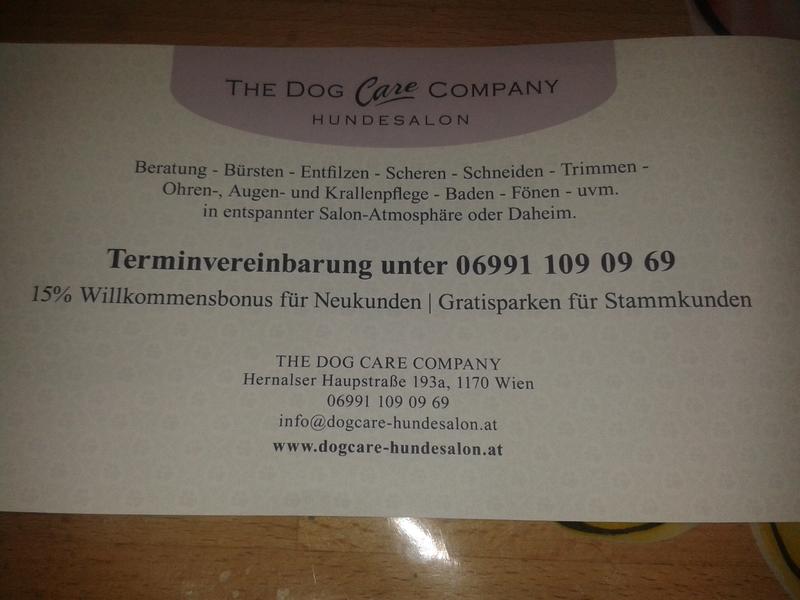 THE DOG Care COMPANY
HUNDESALON
Beratung - Bürsten - Entfilzen - Scheren - Schneiden - Trimmen -
Ohren-, Augen- und Krallenpflege - Baden - Fönen - uvm.
in entspannter Salon-Atmosphäre oder Daheim.
Terminvereinbarung unter 06991 109 09 69
15% Willkommensbonus für Neukunden | Gratisparken für Stammkunden
THE DOG CARE COMPANY
Hernalser Haupstraße 193a, 1170 Wien
06991 109 09 69
info@dogcare-hundesalon.at
www.dogcare-hundesalon.at